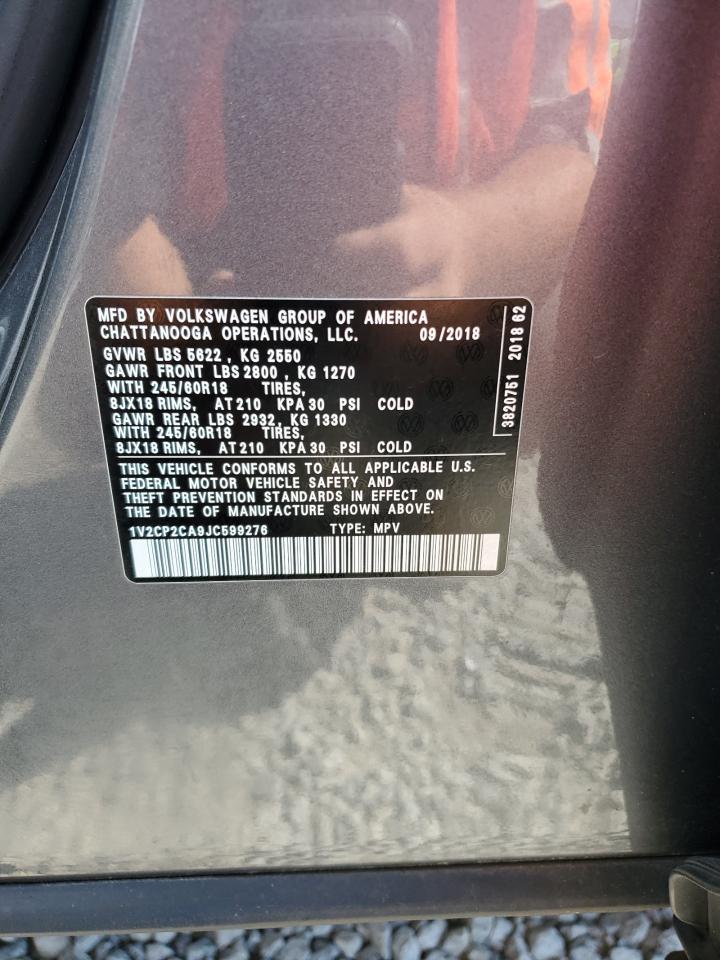 MFD BY VOLKSWAGEN GROUP OF AMERICA
CHATTANOOGA OPERATIONS, LLC. 09/2018
GVWR LBS 5622, KG 2550
GAWR FRONT LBS 2800, KG 1270
WITH 245/60R18 TIRES,
8JX18 RIMS, AT 210 KPA 30 PSI COLD
GAWR REAR LBS 2932, KG 1330
WITH 245/60R18 TIRES,
8JX18 RIMS, AT 210 KPA 30 PSI COLD
THIS VEHICLE CONFORMS TO ALL APPLICABLE U.S.
FEDERAL MOTOR VEHICLE SAFETY AND
THEFT PREVENTION STANDARDS IN EFFECT ON
THE DATE OF MANUFACTURE SHOWN ABOVE.
1V2CP2CA9JC599276 TYPE: MPV
3820751 2018 62